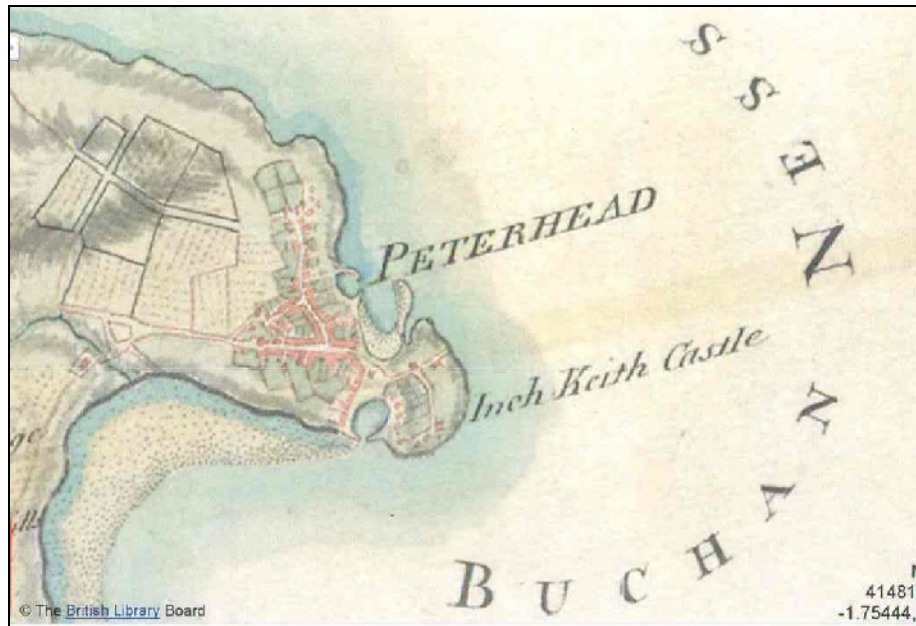 PETERHEAD
Inch Keith Castle
BUCHAN NESS
© The British Library Board
41481
-1.75444,